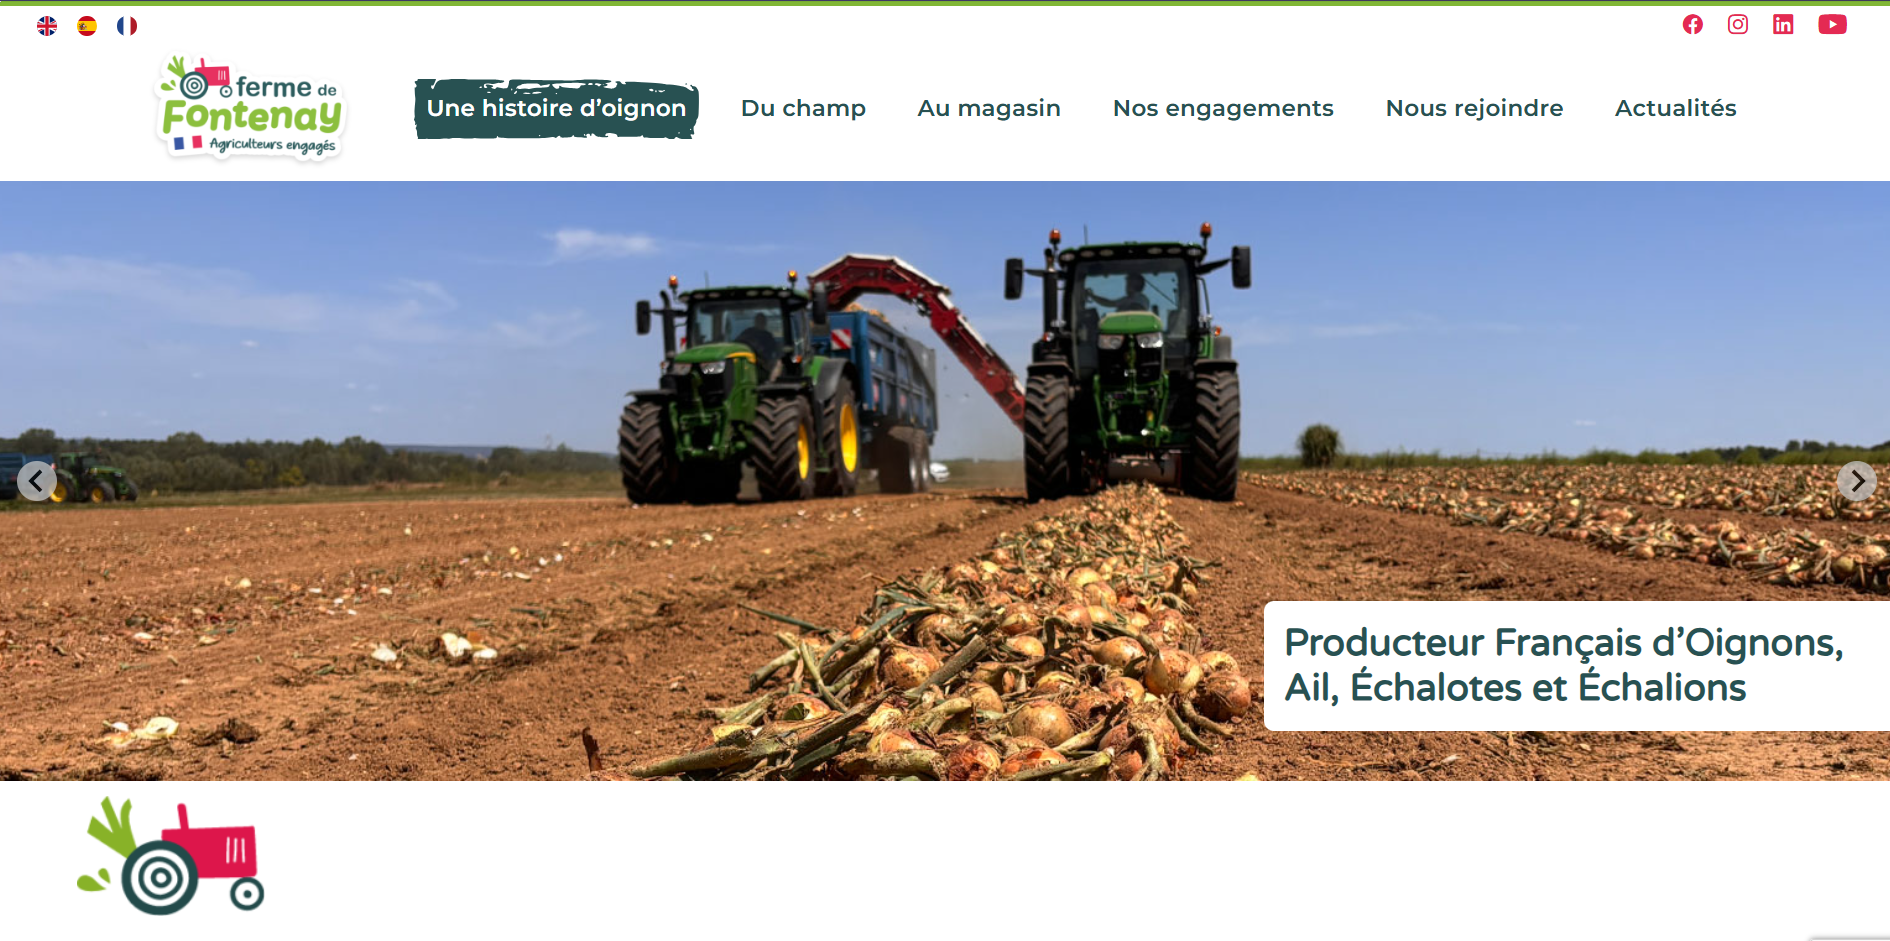 ferme de
Fontenay
Agriculteurs engagés
Une histoire d’oignon
Du champ
Au magasin
Nos engagements
Nous rejoindre
Actualités
Producteur Français d’Oignons,
Ail, Échalotes et Échalions